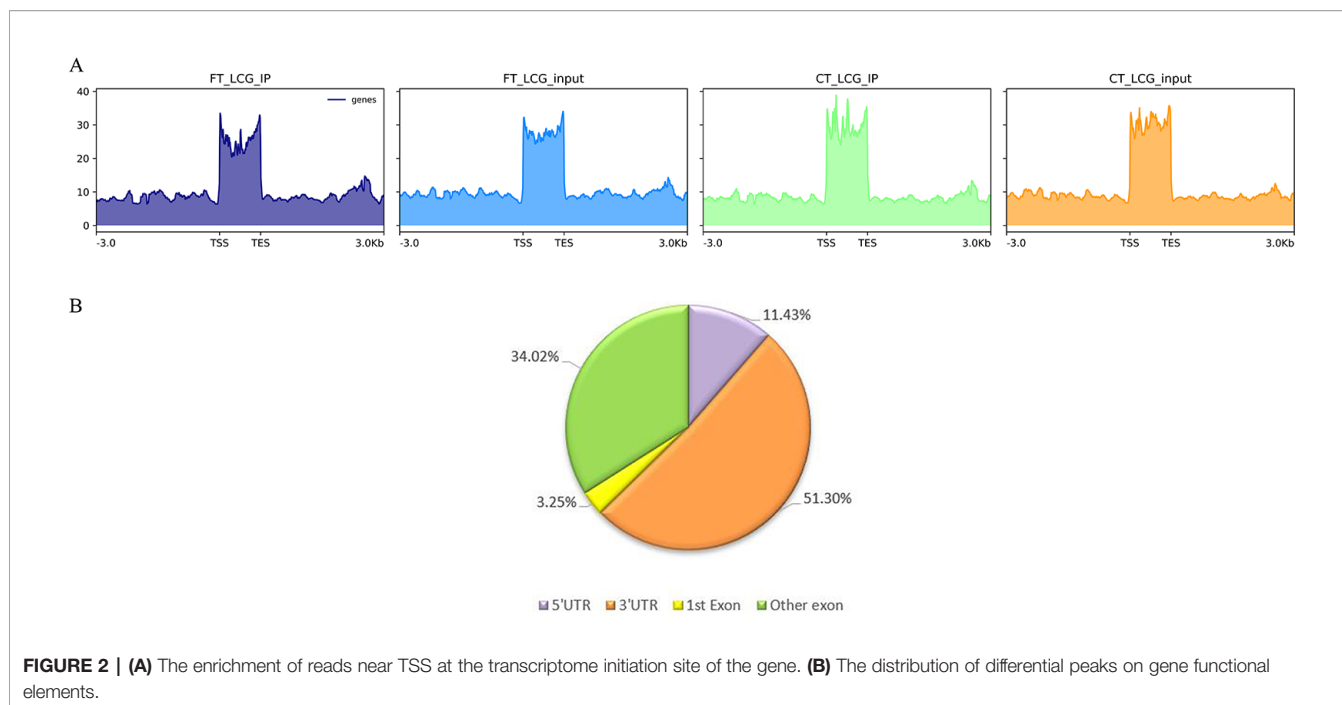 A
FT_LCG_IP
FT_LCG_input
CT_LCG_IP
CT_LCG_input
40
30
20
10
0
genes
-3.0 TSS TES 3.0Kb
-3.0 TSS TES 3.0Kb
-3.0 TSS TES 3.0Kb
-3.0 TSS TES 3.0Kb
B
11.43%
34.02%
3.25%
51.30%
5'UTR 3'UTR 1st Exon Other exon
FIGURE 2 | (A) The enrichment of reads near TSS at the transcriptome initiation site of the gene. (B) The distribution of differential peaks on gene functional
elements.